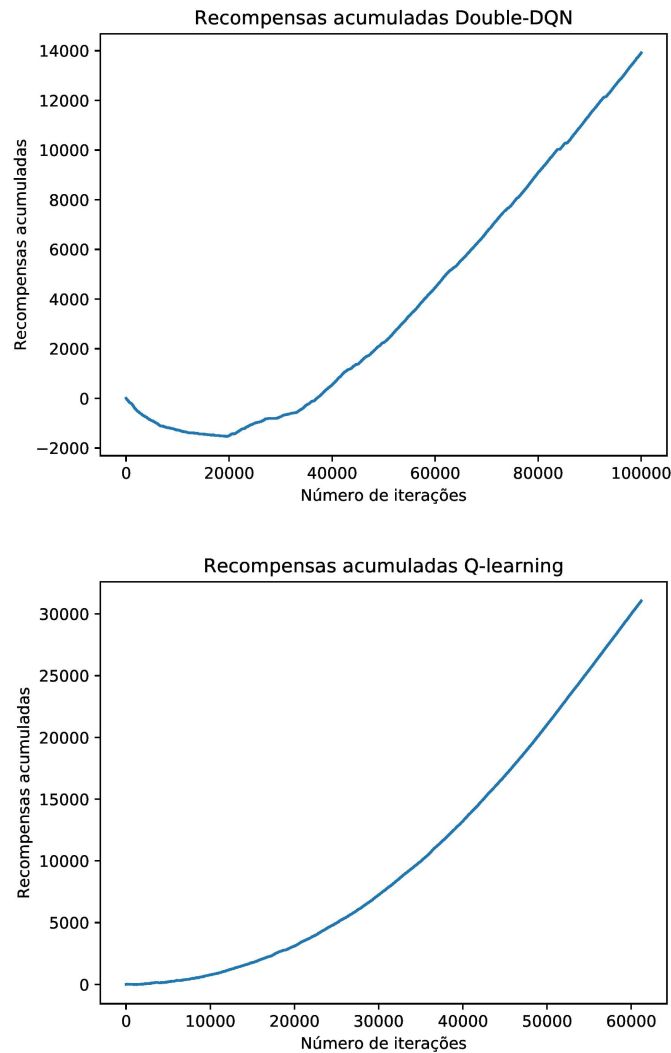 Recompensas acumuladas Double-DQN
14000
12000
10000
8000
6000
4000
2000
0
−2000
Recompensas acumuladas
0 20000 40000 60000 80000 100000
Número de iterações
Recompensas acumuladas Q-learning
30000
25000
20000
15000
10000
5000
0
Recompensas acumuladas
0 10000 20000 30000 40000 50000 60000
Número de iterações